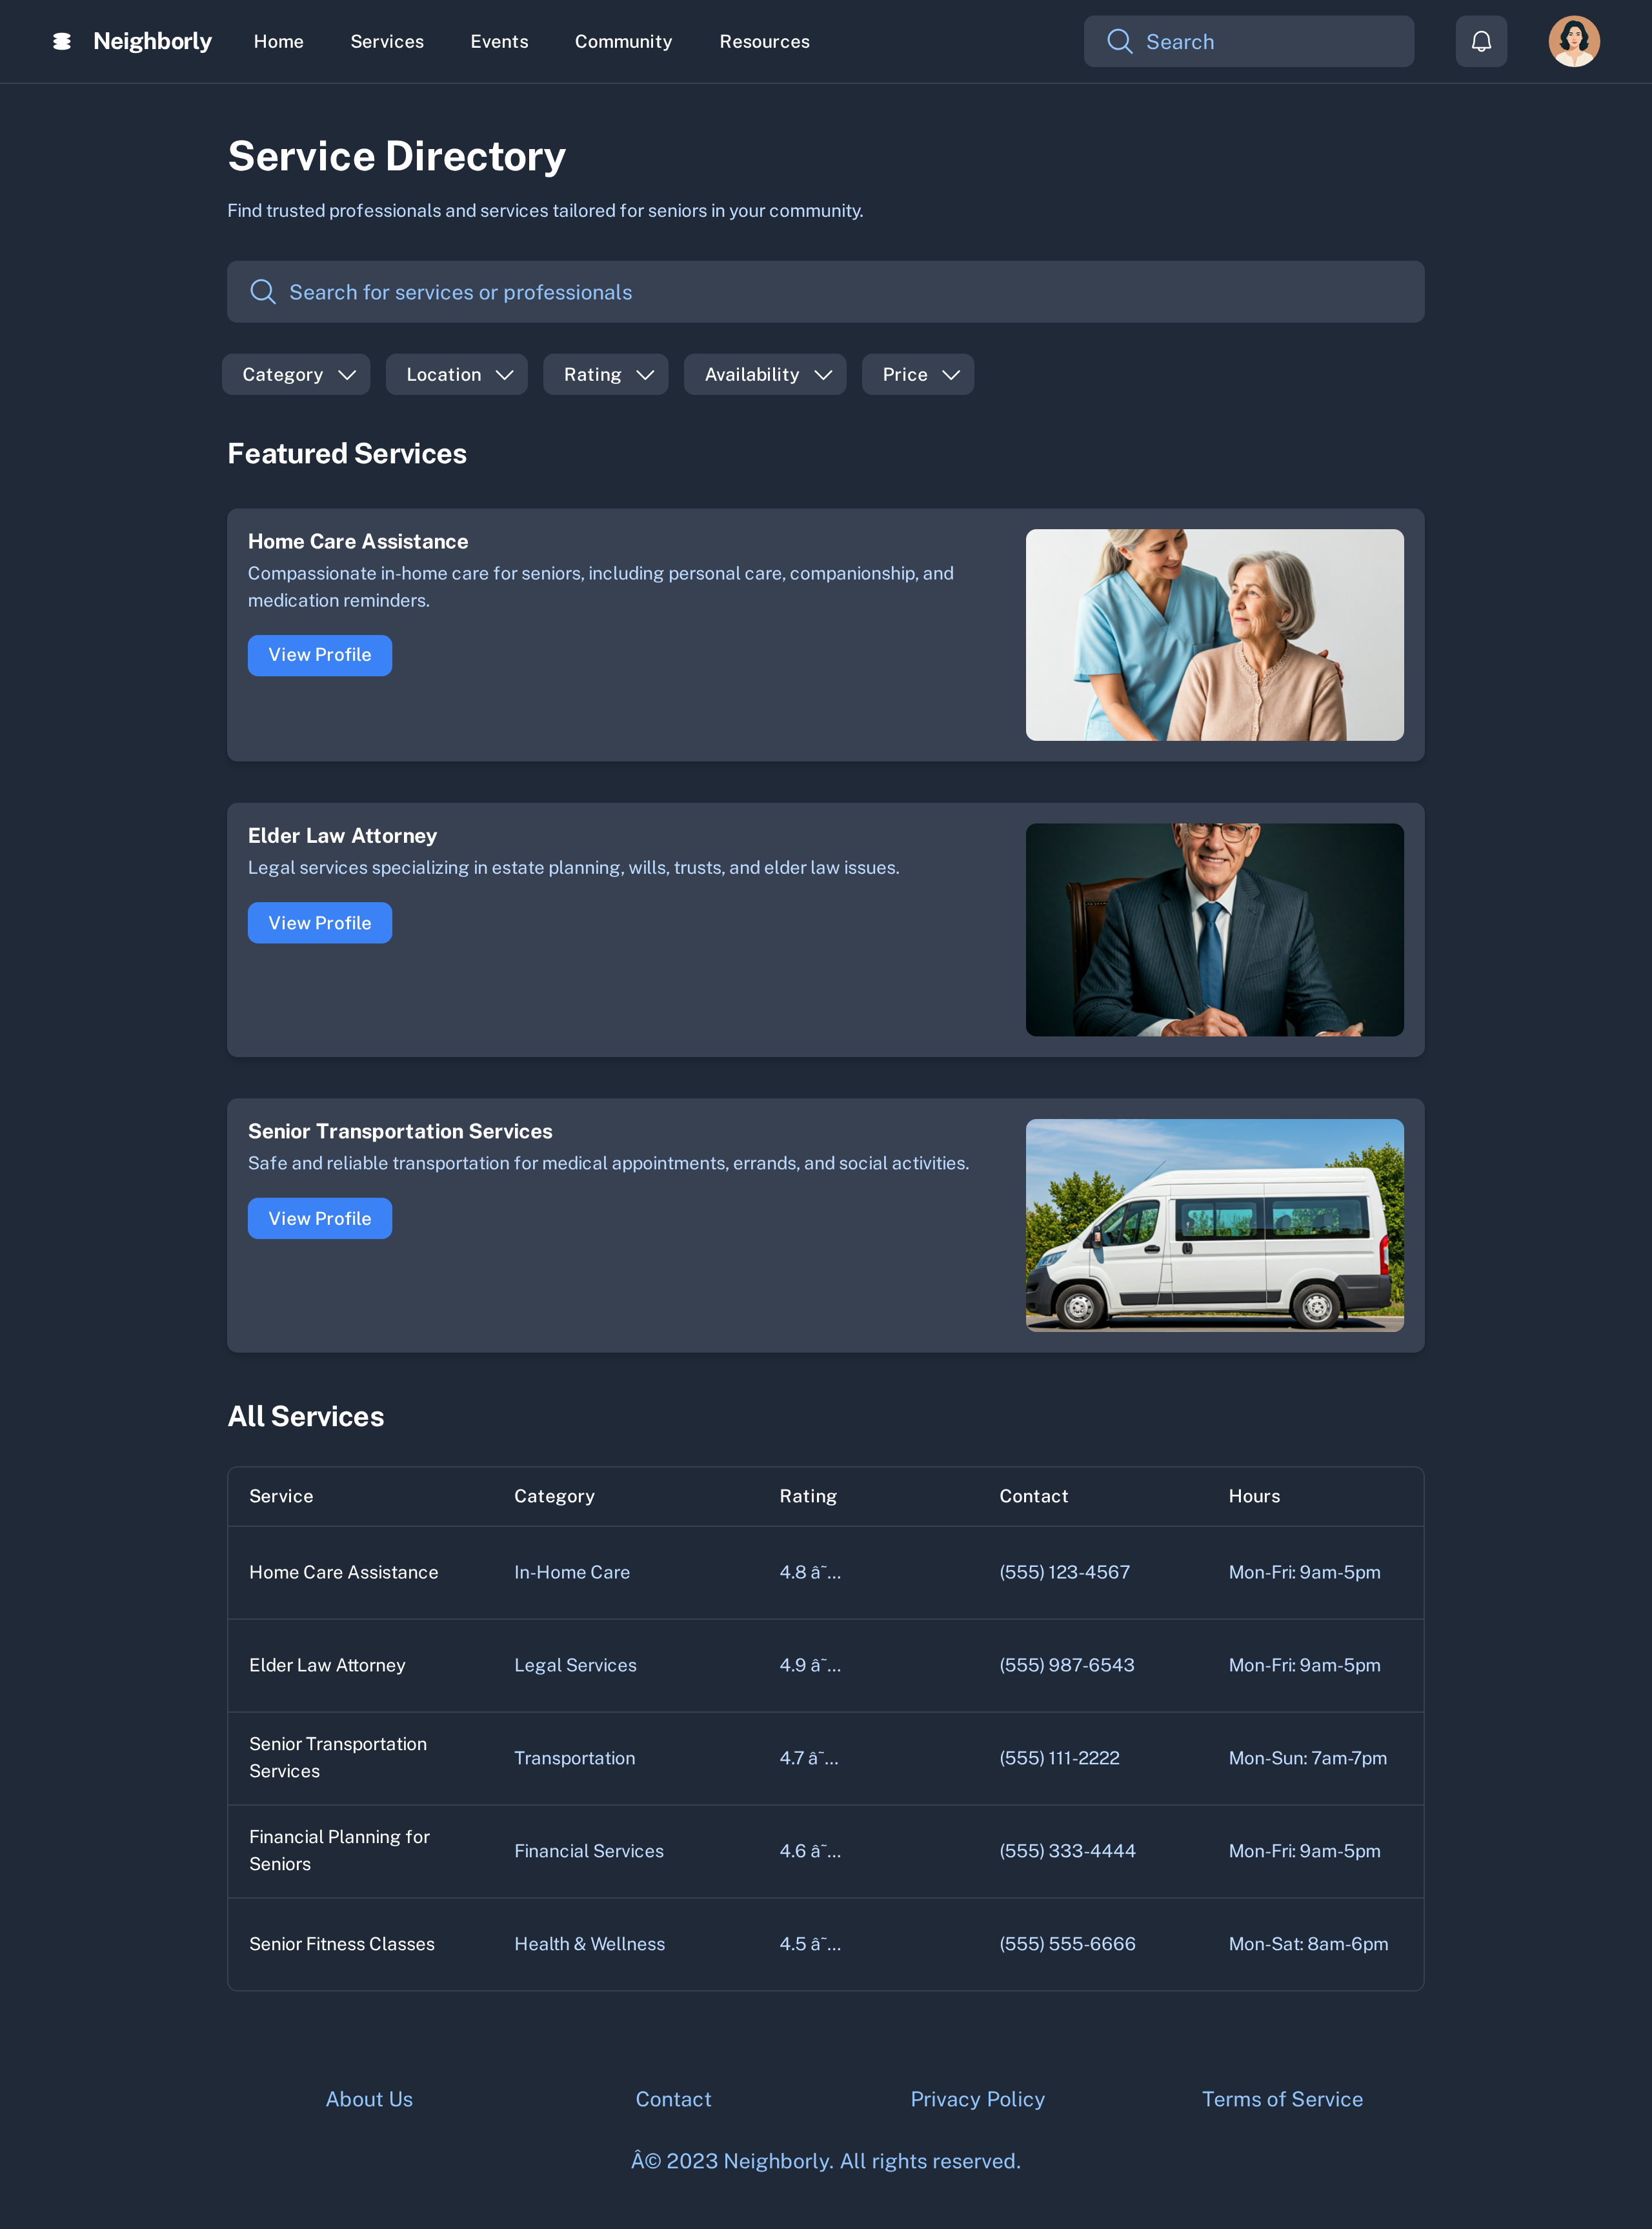 Neighborly
Home
Services
Events
Community
Resources
Search
Service Directory
Find trusted professionals and services tailored for seniors in your community.
Search for services or professionals
Category
Location
Rating
Availability
Price
Featured Services
Home Care Assistance
Compassionate in-home care for seniors, including personal care, companionship, and
medication reminders.
View Profile
Elder Law Attorney
Legal services specializing in estate planning, wills, trusts, and elder law issues.
View Profile
Senior Transportation Services
Safe and reliable transportation for medical appointments, errands, and social activities.
View Profile
All Services
Service Category Rating Contact Hours
Home Care Assistance In-Home Care 4.8 â˜… (555) 123-4567 Mon-Fri: 9am-5pm
Elder Law Attorney Legal Services 4.9 â˜… (555) 987-6543 Mon-Fri: 9am-5pm
Senior Transportation
Services
Transportation 4.7 â˜… (555) 111-2222 Mon-Sun: 7am-7pm
Financial Planning for
Seniors
Financial Services 4.6 â˜… (555) 333-4444 Mon-Fri: 9am-5pm
Senior Fitness Classes Health & Wellness 4.5 â˜… (555) 555-6666 Mon-Sat: 8am-6pm
About Us
Contact
Privacy Policy
Terms of Service
Â© 2023 Neighborly. All rights reserved.